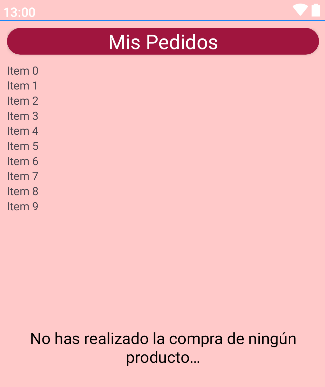 13:00
Mis Pedidos
Item 0
Item 1
Item 2
Item 3
Item 4
Item 5
Item 6
Item 7
Item 8
Item 9
No has realizado la compra de ningún
producto...